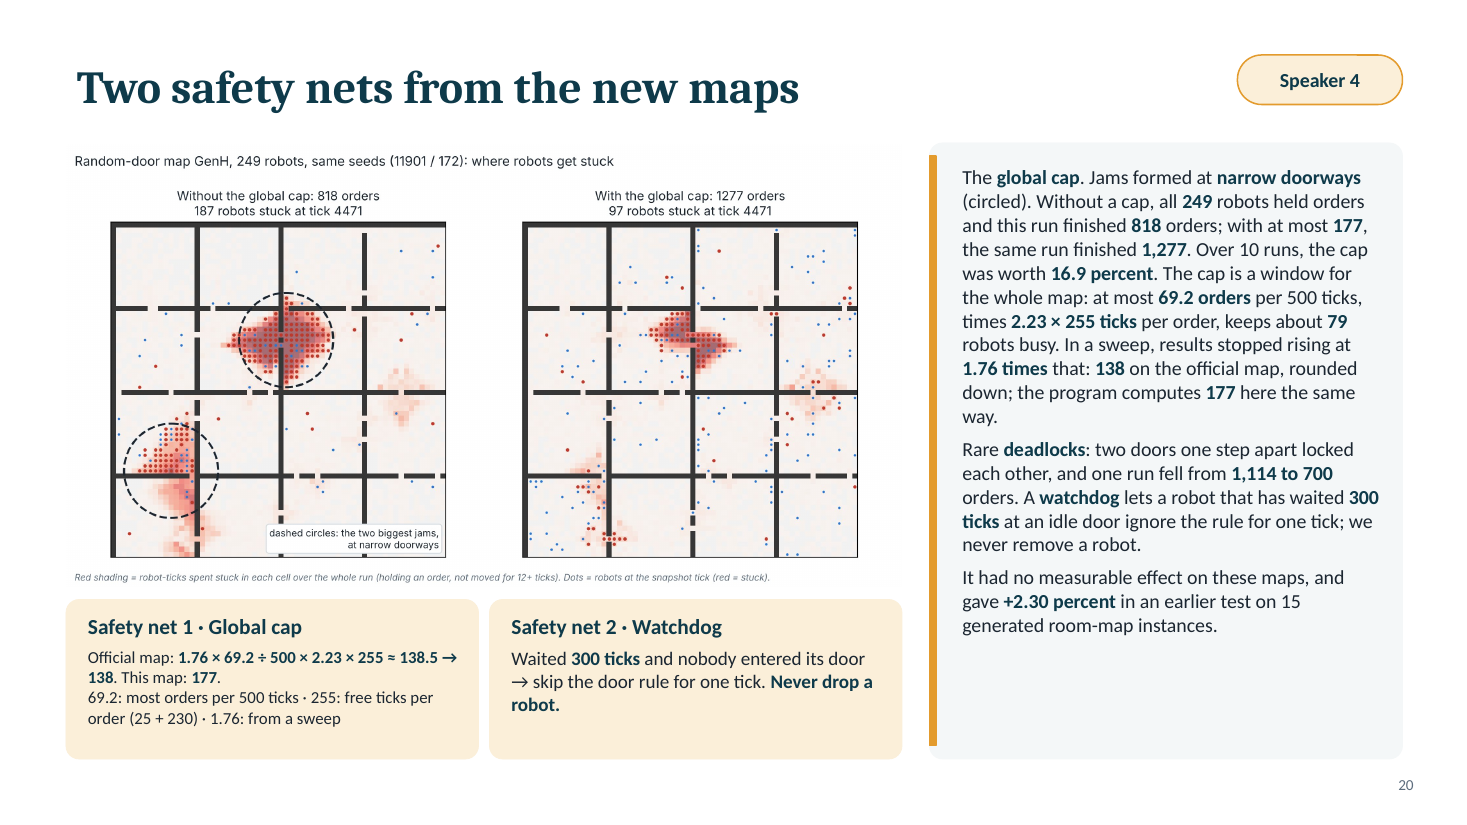 Two safety nets from the new maps
Speaker 4
Random-door map GenH, 249 robots, same seeds (11901 / 172): where robots get stuck
Without the global cap: 818 orders
187 robots stuck at tick 4471
With the global cap: 1277 orders
97 robots stuck at tick 4471
dashed circles: the two biggest jams,
at narrow doorways
Red shading = robot-ticks spent stuck in each cell over the whole run (holding an order, not moved for 12+ ticks). Dots = robots at the snapshot tick (red = stuck).
Safety net 1 · Global cap
Official map: 1.76 × 69.2 ÷ 500 × 2.23 × 255 ≈ 138.5 →
138. This map: 177.
69.2: most orders per 500 ticks · 255: free ticks per
order (25 + 230) · 1.76: from a sweep
Safety net 2 · Watchdog
Waited 300 ticks and nobody entered its door
→ skip the door rule for one tick. Never drop a
robot.
The global cap. Jams formed at narrow doorways
(circled). Without a cap, all 249 robots held orders
and this run finished 818 orders; with at most 177,
the same run finished 1,277. Over 10 runs, the cap
was worth 16.9 percent. The cap is a window for
the whole map: at most 69.2 orders per 500 ticks,
times 2.23 × 255 ticks per order, keeps about 79
robots busy. In a sweep, results stopped rising at
1.76 times that: 138 on the official map, rounded
down; the program computes 177 here the same
way.
Rare deadlocks: two doors one step apart locked
each other, and one run fell from 1,114 to 700
orders. A watchdog lets a robot that has waited 300
ticks at an idle door ignore the rule for one tick; we
never remove a robot.
It had no measurable effect on these maps, and
gave +2.30 percent in an earlier test on 15
generated room-map instances.
20